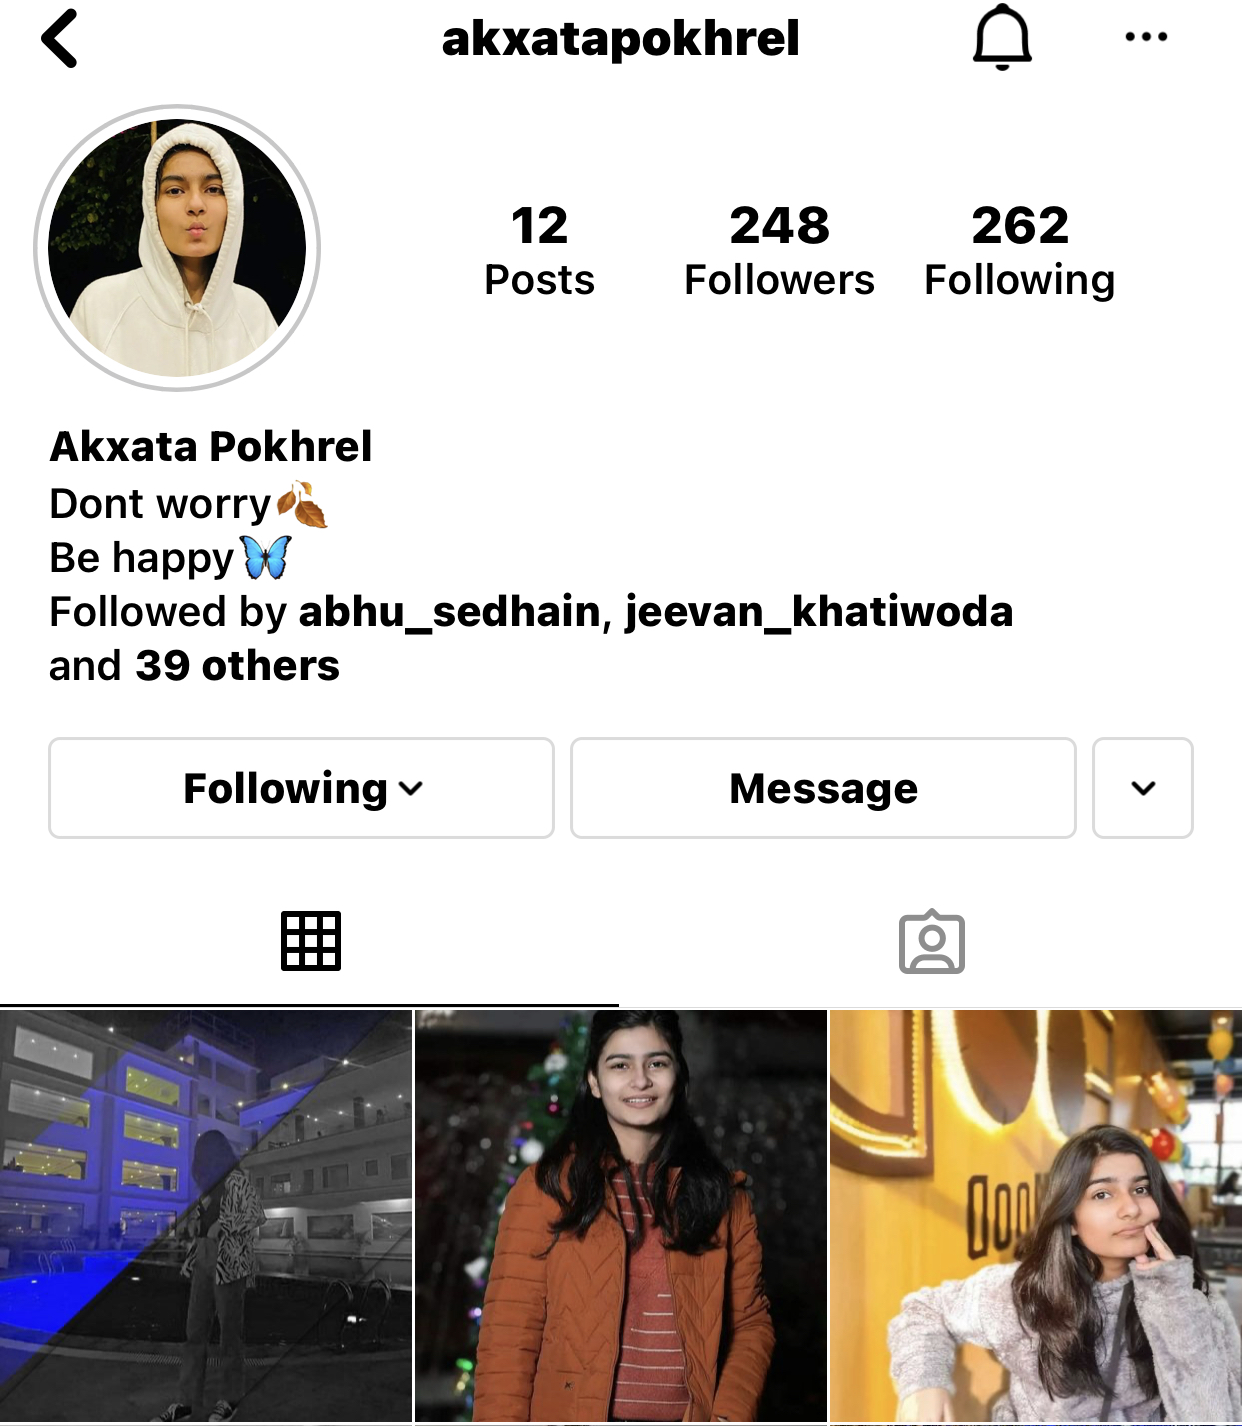 akxatapokhrel
12 248 262
Posts Followers Following
Akxata Pokhrel
Dont worry🍂
Be happy🦋
Followed by abhu_sedhain, jeevan_khatiwoda
and 39 others
Following Message